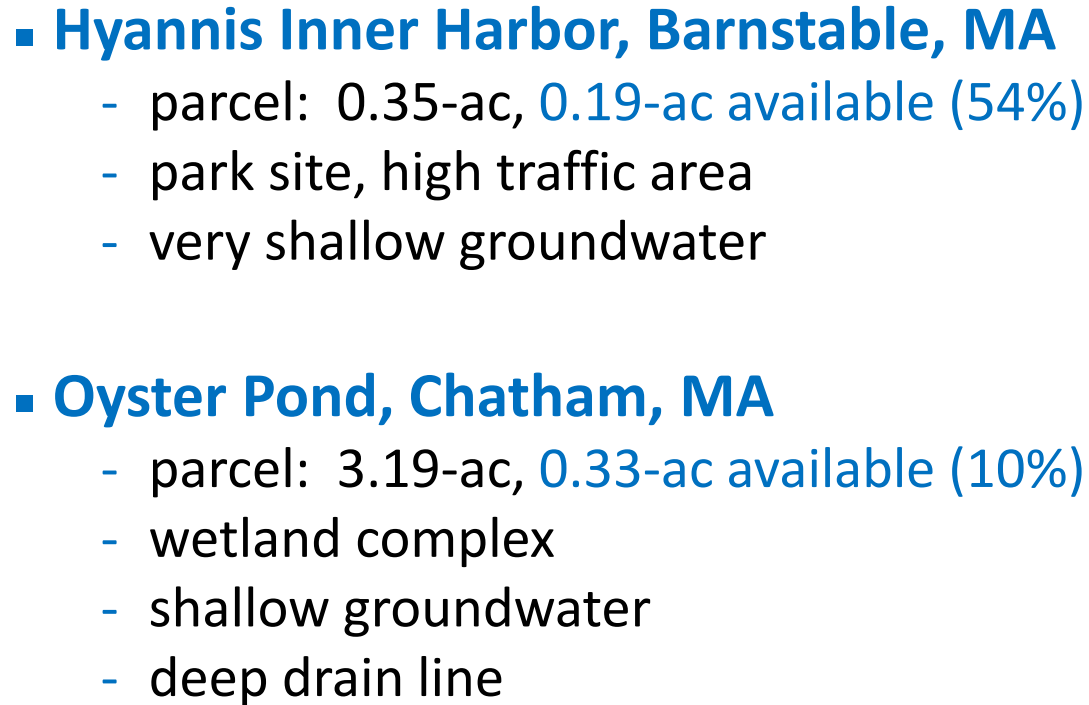 ▪ Hyannis Inner Harbor, Barnstable, MA
- parcel: 0.35-ac, 0.19-ac available (54%)
- park site, high traffic area
- very shallow groundwater
▪ Oyster Pond, Chatham, MA
- parcel: 3.19-ac, 0.33-ac available (10%)
- wetland complex
- shallow groundwater
- deep drain line